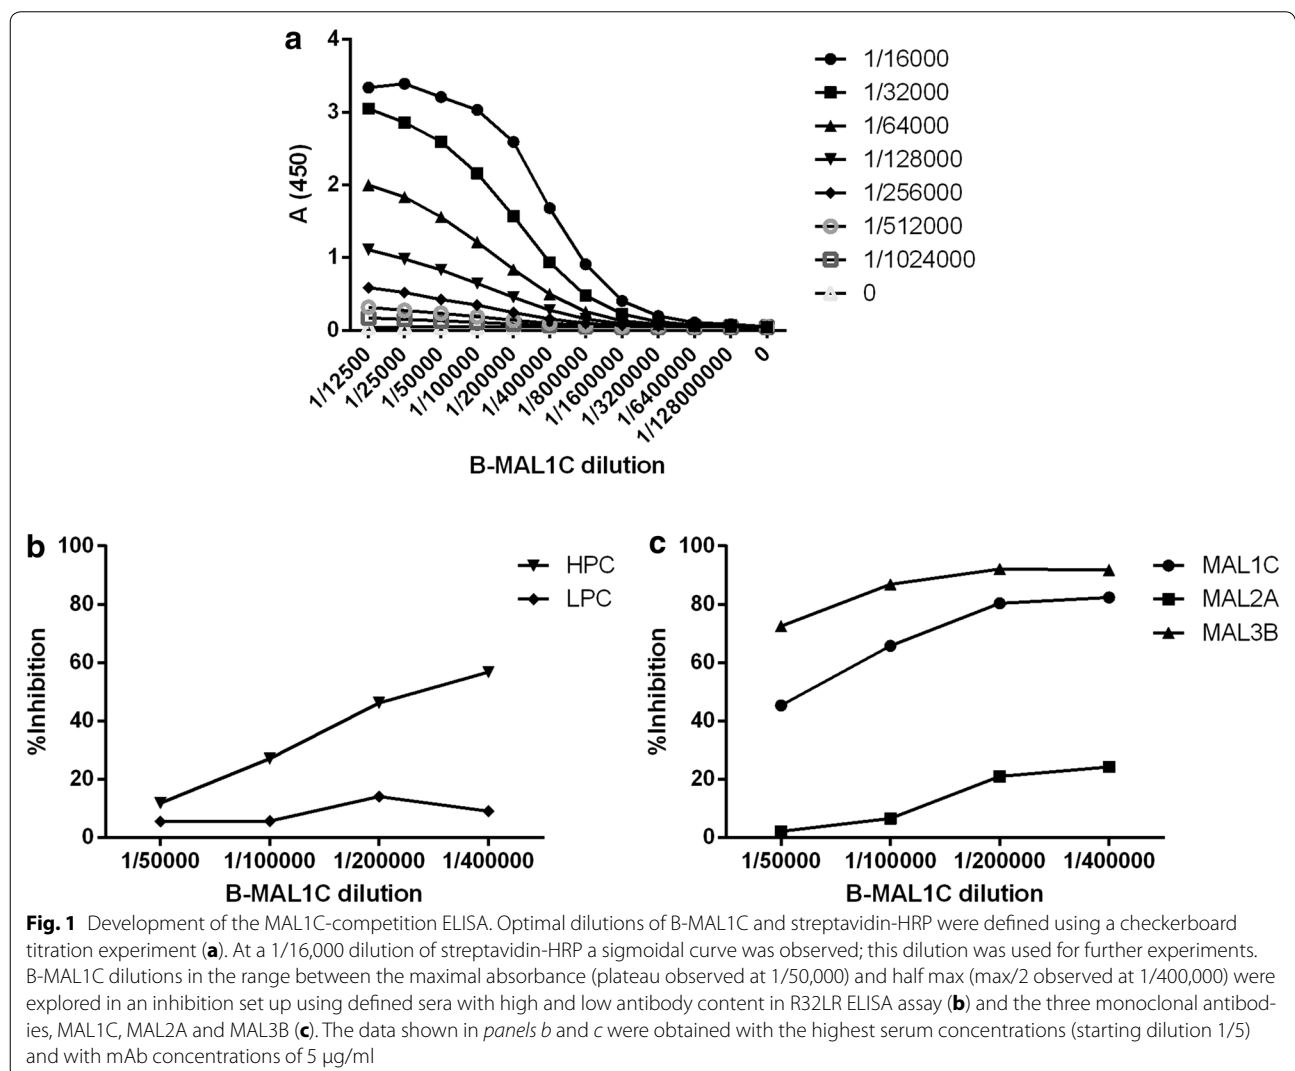 a
4
3
2
1
0
A (450)
1/12500
1/25000
1/50000
1/100000
1/200000
1/400000
1/800000
1/1600000
1/3200000
1/6400000
1/128000000
0
B-MAL1C dilution
1/16000
1/32000
1/64000
1/128000
1/256000
1/512000
1/1024000
0
b
100
80
60
40
20
0
%Inhibition
1/50000 1/100000 1/200000 1/400000
B-MAL1C dilution
HPC
LPC
c
100
80
60
40
20
0
%Inhibition
1/50000 1/100000 1/200000 1/400000
B-MAL1C dilution
MAL1C
MAL2A
MAL3B
Fig. 1 Development of the MAL1C-competition ELISA. Optimal dilutions of B-MAL1C and streptavidin-HRP were defined using a checkerboard
titration experiment (a). At a 1/16,000 dilution of streptavidin-HRP a sigmoidal curve was observed; this dilution was used for further experiments.
B-MAL1C dilutions in the range between the maximal absorbance (plateau observed at 1/50,000) and half max (max/2 observed at 1/400,000) were
explored in an inhibition set up using defined sera with high and low antibody content in R32LR ELISA assay (b) and the three monoclonal antibod-
ies, MAL1C, MAL2A and MAL3B (c). The data shown in panels b and c were obtained with the highest serum concentrations (starting dilution 1/5)
and with mAb concentrations of 5 µg/ml